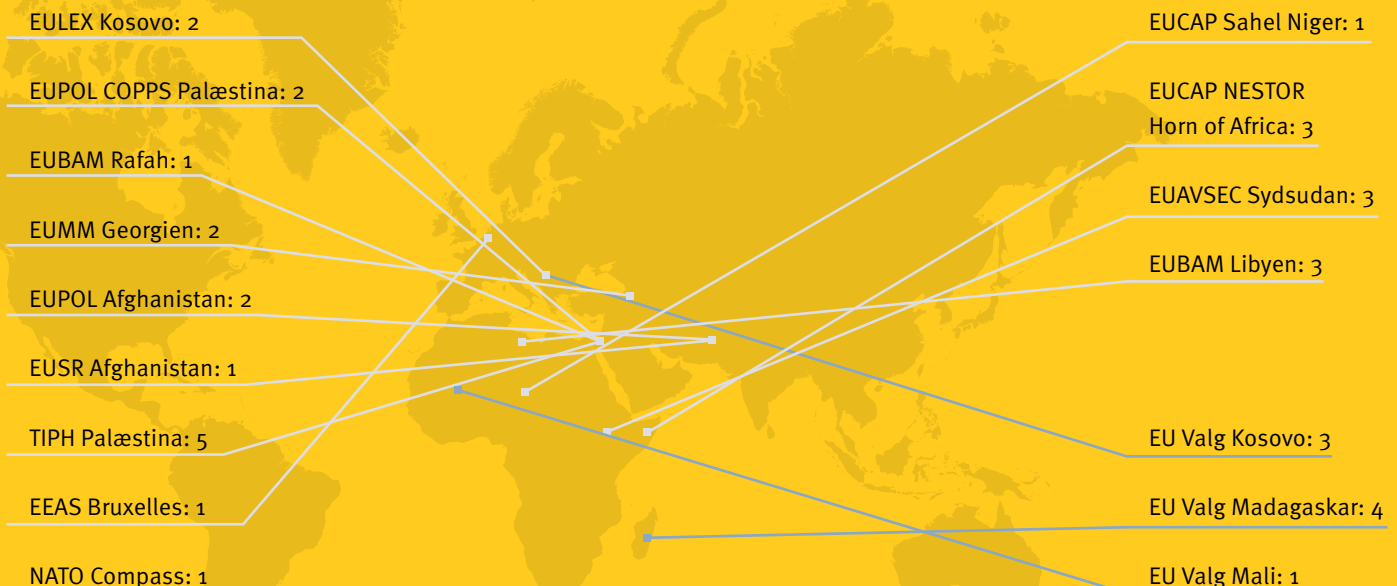 EULEX Kosovo: 2
EUPOL COPPS Palæstina: 2
EUBAM Rafah: 1
EUMM Georgien: 2
EUPOL Afghanistan: 2
EUSR Afghanistan: 1
TIPH Palæstina: 5
EEAS Bruxelles: 1
NATO Compass: 1
EUCAP Sahel Niger: 1
EUCAP NESTOR
Horn of Africa: 3
EUAVSEC Sydsudan: 3
EUBAM Libyen: 3
EU Valg Kosovo: 3
EU Valg Madagaskar: 4
EU Valg Mali: 1